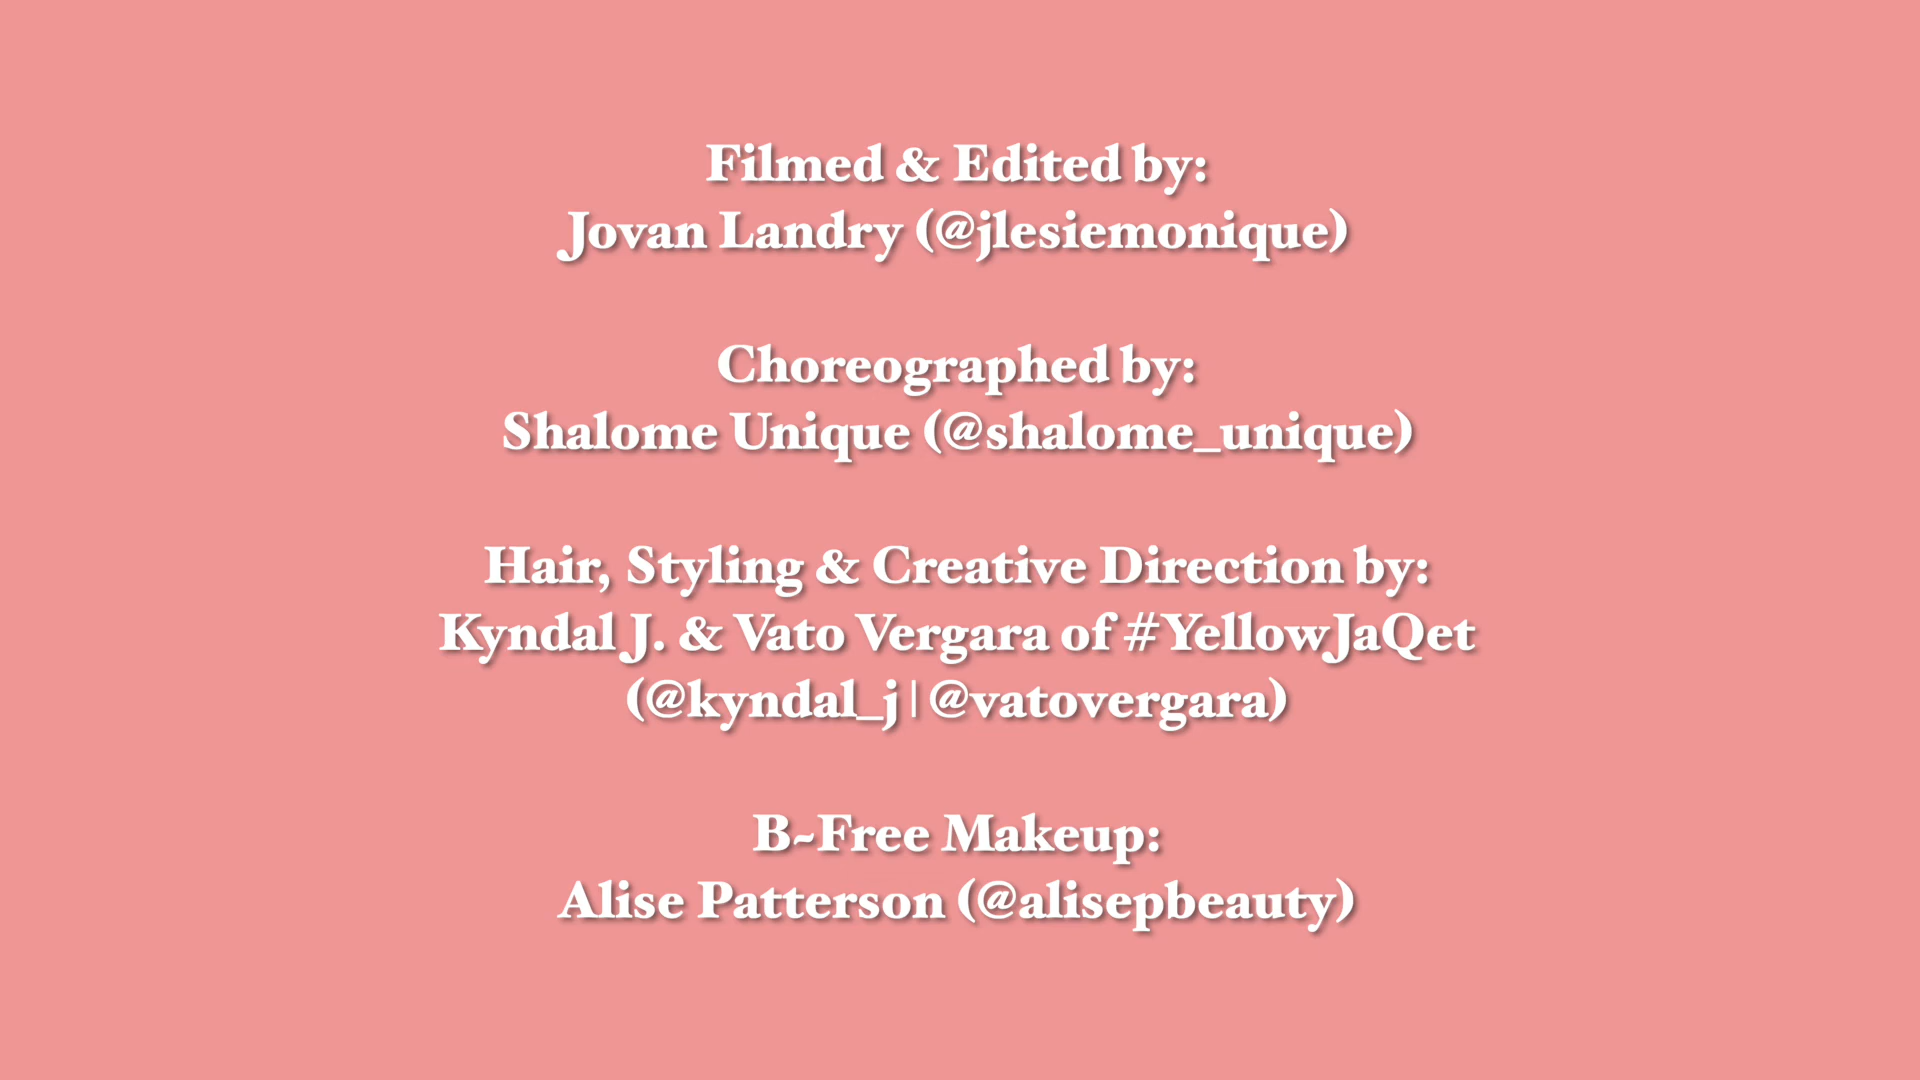 Filmed & Edited by:
Jovan Landry (@jlesiemonique)
Choreographed by:
Shalome Unique (@shalome_unique)
Hair, Styling & Creative Direction by:
Kyndal J. & Vato Vergara of #YellowJaQet
(@kyndal_j | @vatovergara)
B~Free Makeup:
Alise Patterson (@alisepbeauty)